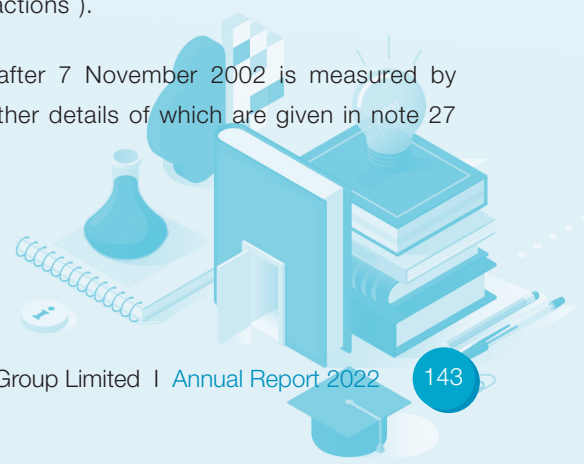 actions").
after 7 November 2002 is measured by
ther details of which are given in note 27
i
Group Limited I Annual Report 2022 143